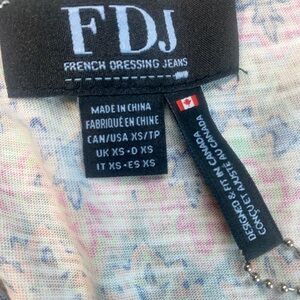 FDJ
FRENCH DRESSING JEANS
MADE IN CHINA
FABRIQUÉ EN CHINE
CAN/USA XS/TP
UK XS - D XS
IT XS - ES XS
DESIGNED & FIT IN CANADA
CONÇU ET AJUSTÉ AU CANADA